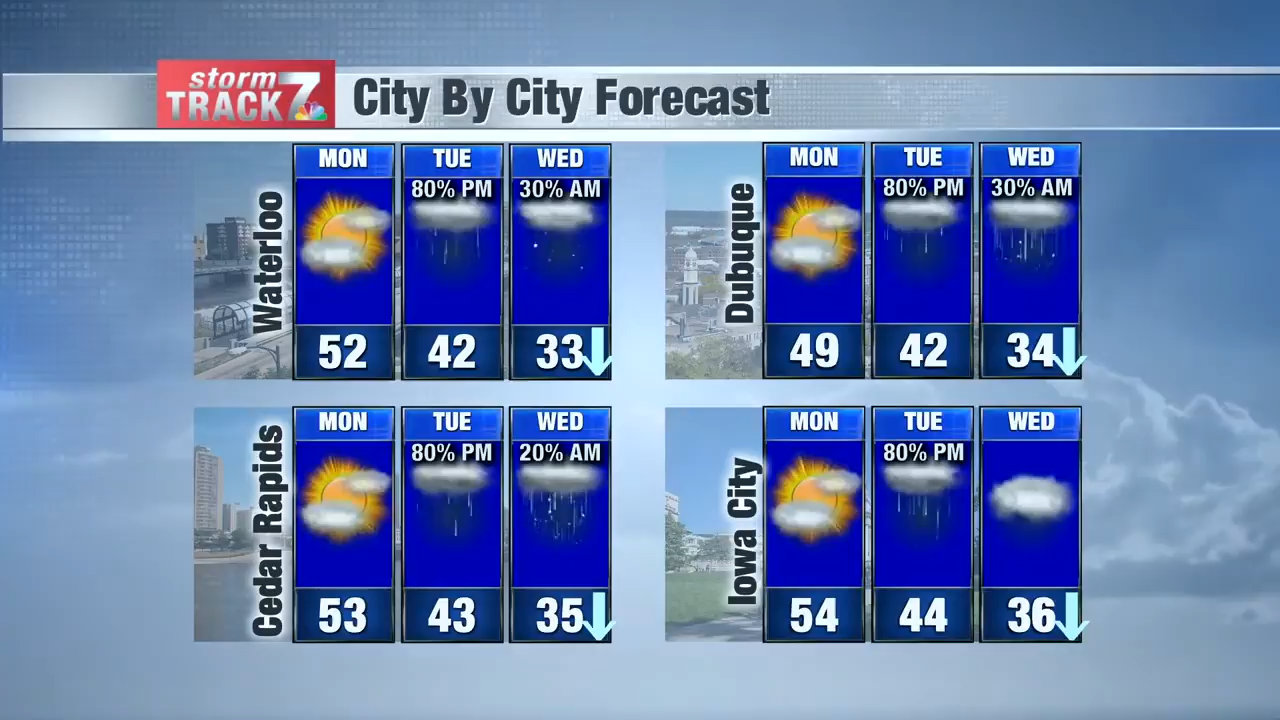 storm
TRACK 7
City By City Forecast
Waterloo
MON TUE WED
80% PM 30% AM
52 42 33
Dubuque
MON TUE WED
80% PM 30% AM
49 42 34
Cedar Rapids
MON TUE WED
80% PM 20% AM
53 43 35
Iowa City
MON TUE WED
80% PM
54 44 36